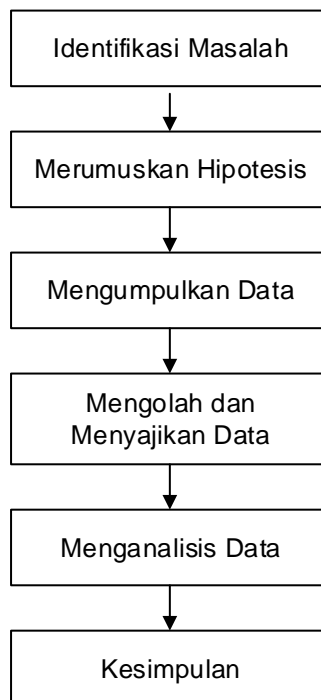 Identifikasi Masalah
Merumuskan Hipotesis
Mengumpulkan Data
Mengolah dan
Menyajikan Data
Menganalisis Data
Kesimpulan